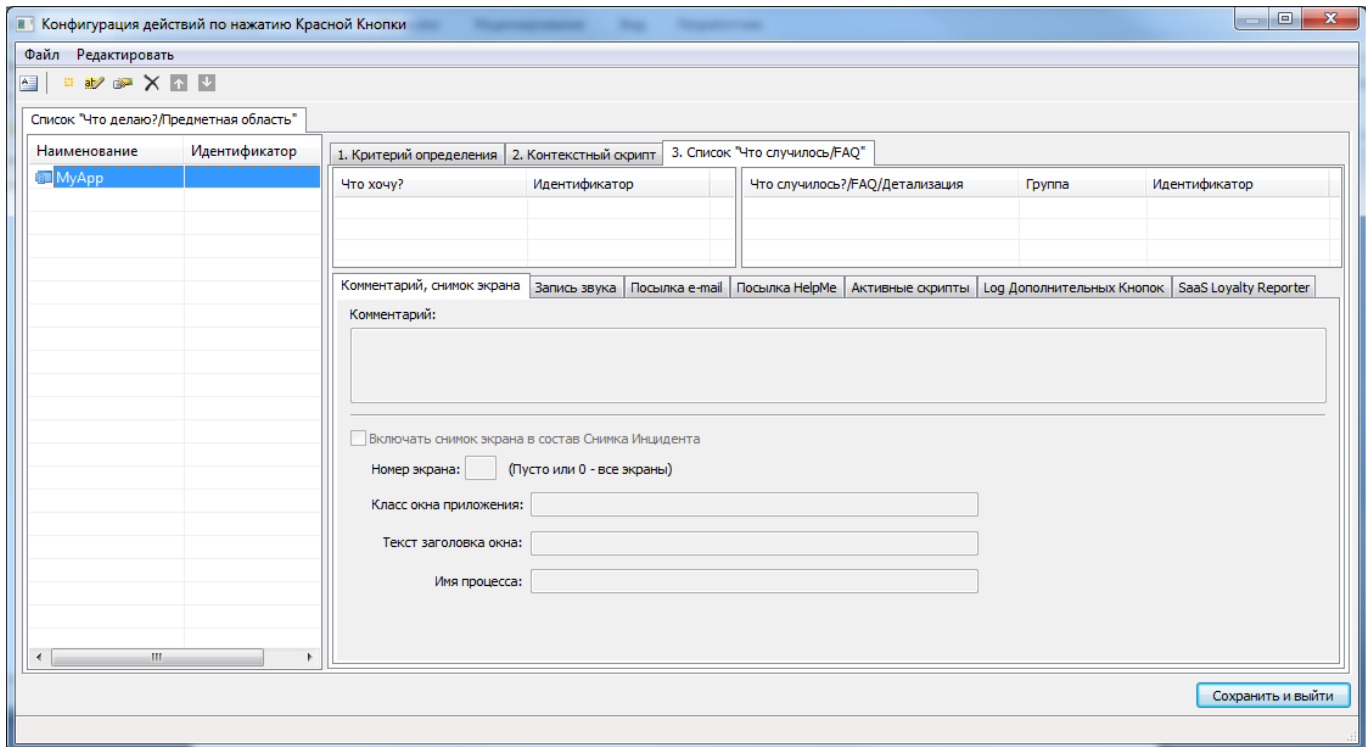 Конфигурация действий по нажатию Красной Кнопки
Файл Редактировать
Список "Что делаю?/Предметная область"
Наименование Идентификатор
MyApp
1. Критерий определения 2. Контекстный скрипт 3. Список "Что случилось/FAQ"
Что хочу? Идентификатор Что случилось?/FAQ/Детализация Группа Идентификатор
Комментарий, снимок экрана Запись звука Посылка e-mail Посылка HelpMe Активные скрипты Log Дополнительных Кнопок SaaS Loyalty Reporter
Комментарий:
Включать снимок экрана в состав Снимка Инцидента
Номер экрана: (Пусто или 0 - все экраны)
Класс окна приложения:
Текст заголовка окна:
Имя процесса:
Сохранить и выйти